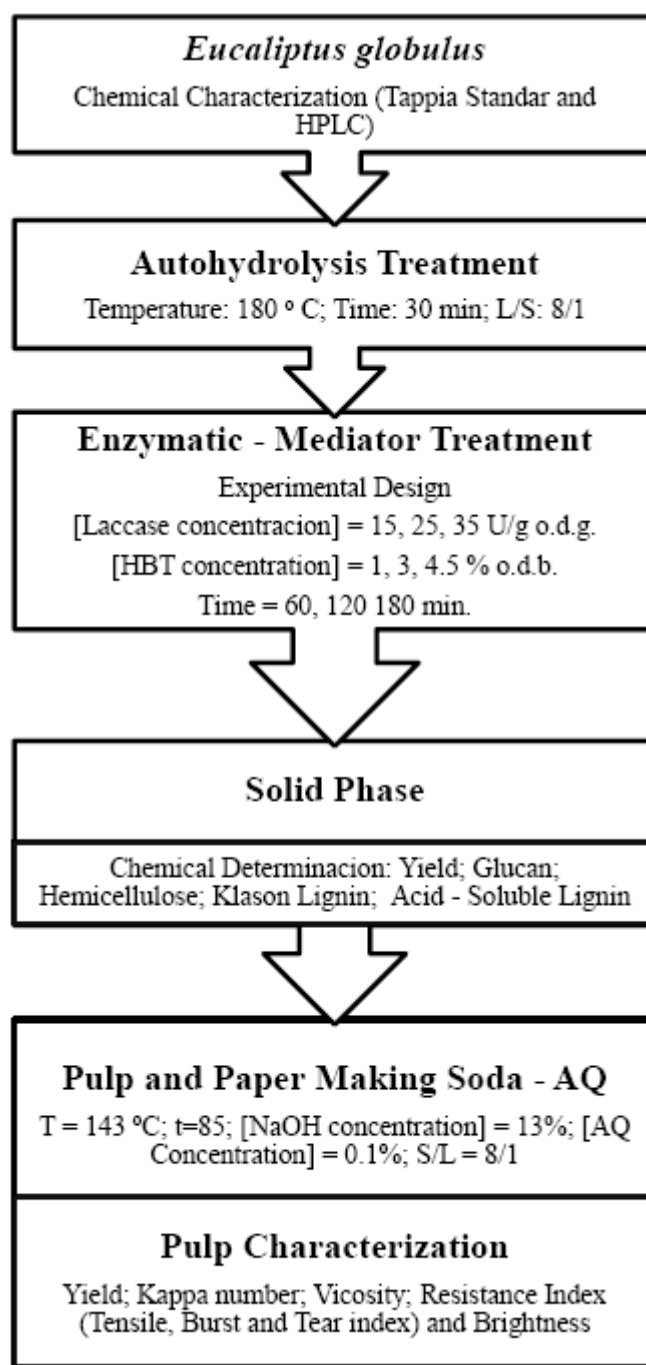 Eucaliptus globulus
Chemical Characterization (Tappia Standar and
HPLC)
Autohydrolysis Treatment
Temperature: 180 º C; Time: 30 min; L/S: 8/1
Enzymatic - Mediator Treatment
Experimental Design
[Laccase concentracion] = 15, 25, 35 U/g o.d.g.
[HBT concentration] = 1, 3, 4.5 % o.d.b.
Time = 60, 120 180 min.
Solid Phase
Chemical Determinacion: Yield; Glucan;
Hemicellulose; Klason Lignin; Acid - Soluble Lignin
Pulp and Paper Making Soda - AQ
T = 143 ºC; t=85; [NaOH concentration] = 13%; [AQ
Concentration] = 0.1%; S/L = 8/1
Pulp Characterization
Yield; Kappa number; Vicosity; Resistance Index
(Tensile, Burst and Tear index) and Brightness